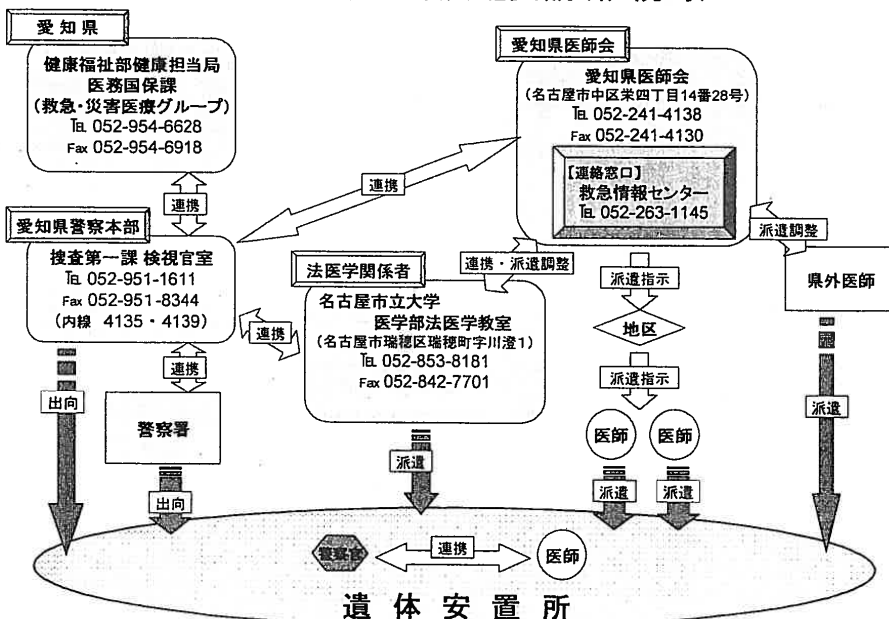 愛知県
健康福祉部健康担当局
医務国保課
(救急・災害医療グループ)
TEL 052-954-6628
Fax 052-954-6918
愛知県医師会
愛知県医師会
(名古屋市中区栄四丁目14番28号)
TEL 052-241-4138
Fax 052-241-4130
【連絡窓口】
救急情報センター
TEL 052-263-1145
連携
連携
愛知県警察本部
捜査第一課 検視官室
TEL 052-951-1611
Fax 052-951-8344
(内線 4135・4139)
法医学関係者
名古屋市立大学
医学部法医学教室
(名古屋市瑞穂区瑞穂町字川澄1)
TEL 052-853-8181
Fax 052-842-7701
連携・派遣調整
派遣調整
県外医師
派遣指示
地区
派遣指示
医師
医師
連携
連携
警察署
出向
出向
派遣
派遣
派遣
派遣
警察官
連携
医師
遺体安置所